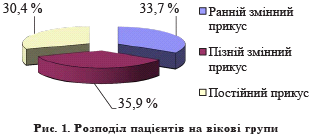 30,4 %
33,7 %
35,9 %
Ранній змінний
прикус
Пізній змінний
прикус
Постійний прикус
Рис. 1. Розподіл пацієнтів на вікові групи